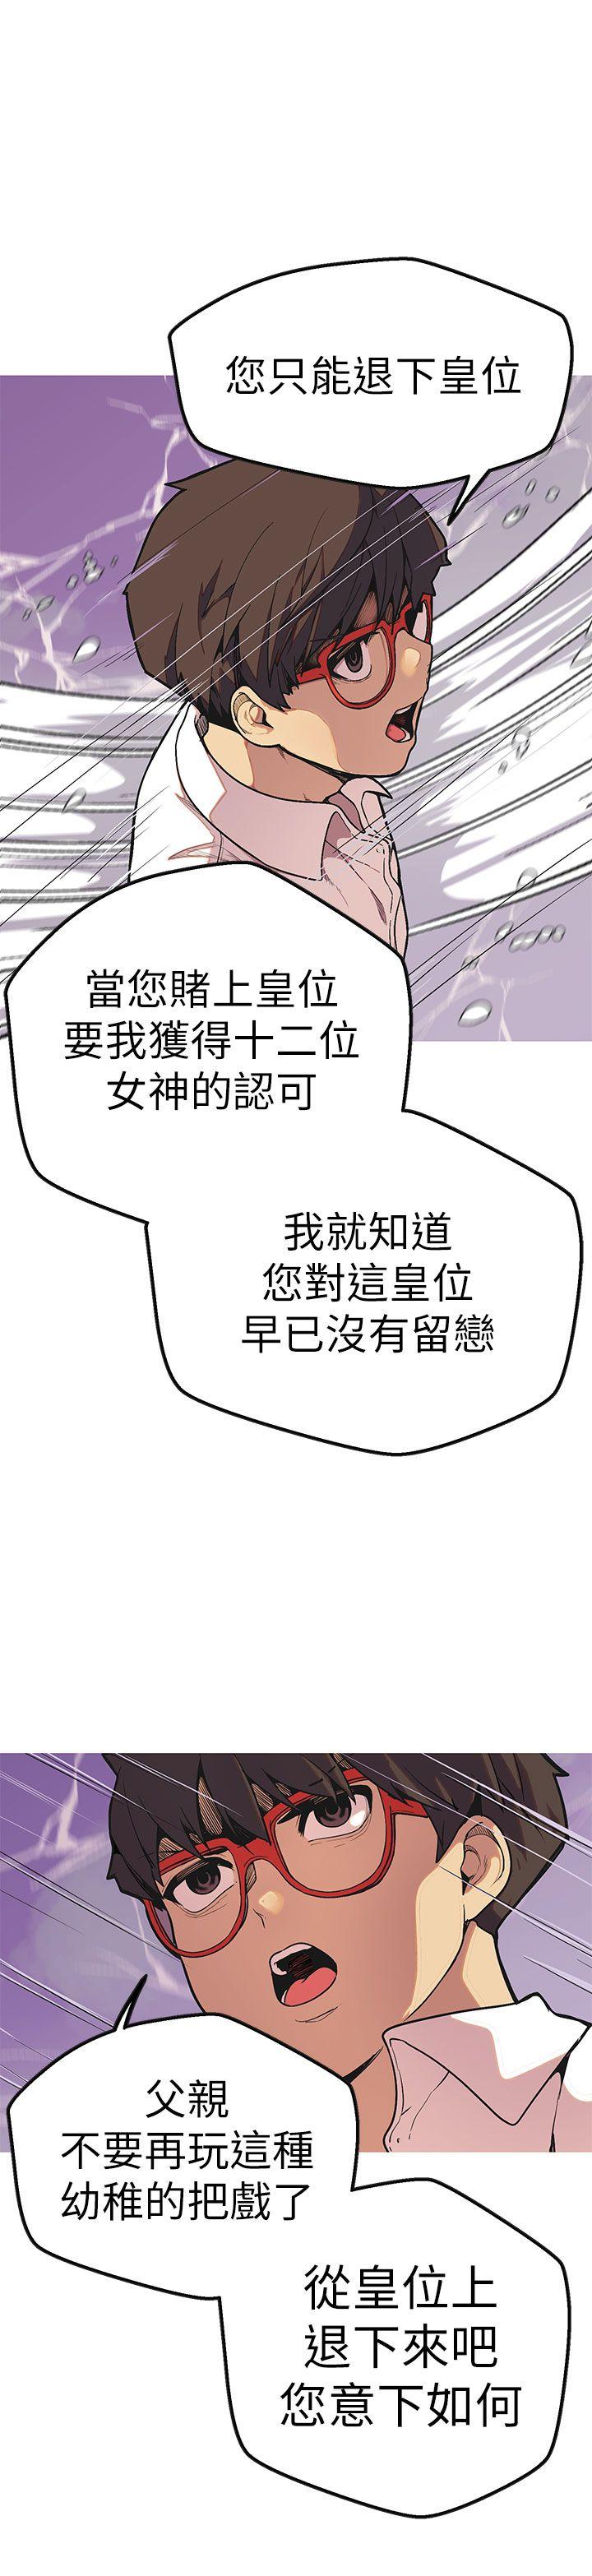 您只能退下皇位
當您賭上皇位
要我獲得十二位
女神的認可
我就知道
您對這皇位
早已沒有留戀
父親
不要再玩這種
幼稚的把戲了
從皇位上
退下來吧
您意下如何